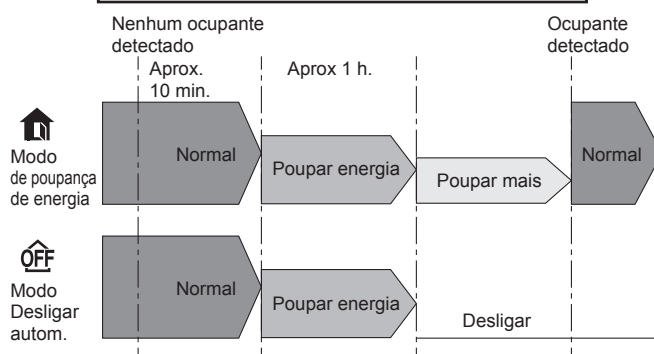 Nenhum ocupante
detectado
Ocupante
detectado
Aprox.
10 min.
Aprox 1 h.
Modo
de poupança
de energia
Normal
Poupar energia
Poupar mais
Normal
OFF
Modo
Desligar
autom.
Normal
Poupar energia
Desligar